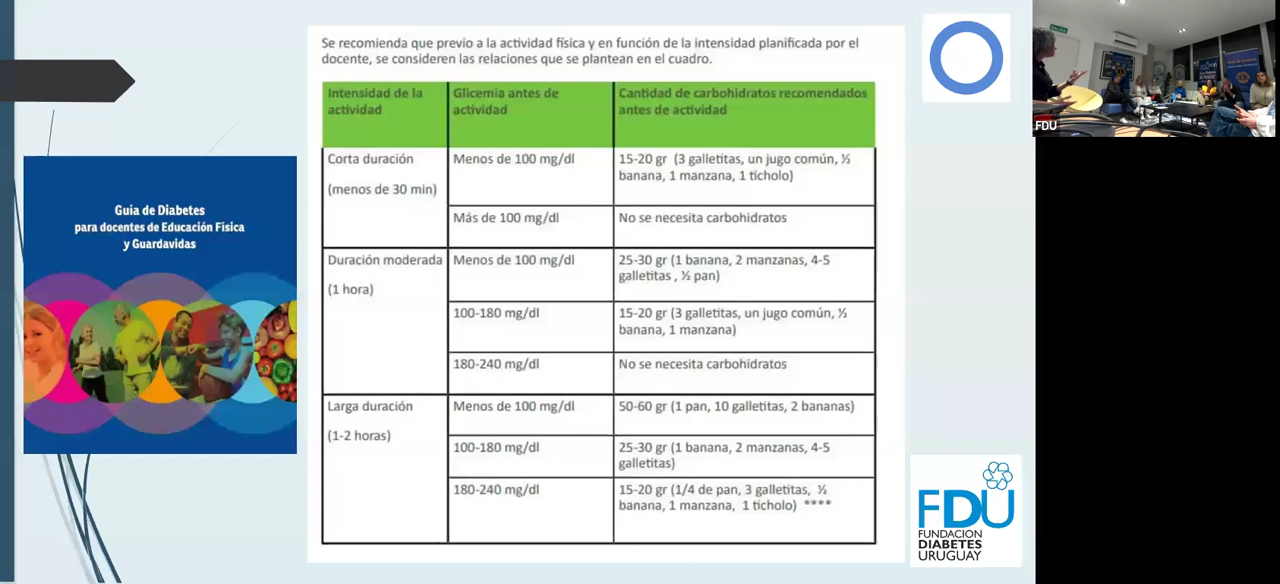 Se recomienda que previo a la actividad física y en función de la intensidad planificada por el
docente, se consideren las relaciones que se plantean en el cuadro.
Intensidad de la
actividad
Glicemia antes de
actividad
Cantidad de carbohidratos recomendados
antes de actividad
Corta duración
(menos de 30 min)
Menos de 100 mg/dl
15-20 gr (3 galletitas, un jugo común, ½
banana, 1 manzana, 1 ticholo)
Más de 100 mg/dl
No se necesita carbohidratos
Duración moderada
(1 hora)
Menos de 100 mg/dl
25-30 gr (1 banana, 2 manzanas, 4-5
galletitas , ½ pan)
100-180 mg/dl
15-20 gr (3 galletitas, un jugo común, ½
banana, 1 manzana)
180-240 mg/dl
No se necesita carbohidratos
Larga duración
(1-2 horas)
Menos de 100 mg/dl
50-60 gr (1 pan, 10 galletitas, 2 bananas)
100-180 mg/dl
25-30 gr (1 banana, 2 manzanas, 4-5
galletitas)
180-240 mg/dl
15-20 gr (1/4 de pan, 3 galletitas, ½
banana, 1 manzana, 1 ticholo) ****
Guía de Diabetes
para docentes de Educación Física
y Guardavidas
FDU
FUNDACION
DIABETES
URUGUAY
FDU